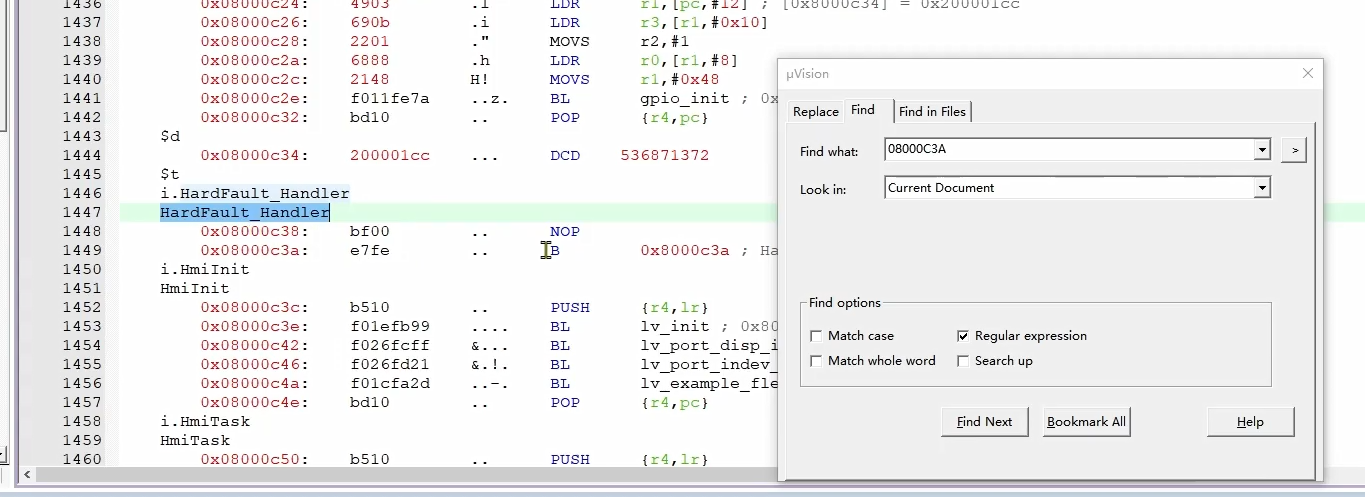 1436 0x08000c24: 4903 .I LDR r1,[pc,#12] ; [0x8000c34] = 0x200001cc
1437 0x08000c26: 690b .i LDR r3,[r1,#0x10]
1438 0x08000c28: 2201 ." MOVS r2,#1
1439 0x08000c2a: 6888 .h LDR r0,[r1,#8]
1440 0x08000c2c: 2148 H! MOVS r1,#0x48
1441 0x08000c2e: f011fe7a ..z. BL gpio_init ; 0x
1442 0x08000c32: bd10 .. POP {r4,pc}
1443 $d
1444 0x08000c34: 200001cc ... DCD 536871372
1445 $t
1446 i.HardFault_Handler
1447 HardFault_Handler
1448 0x08000c38: bf00 .. NOP
1449 0x08000c3a: e7fe .. B 0x8000c3a ; Ha
1450 i.HmiInit
1451 HmiInit
1452 0x08000c3c: b510 .. PUSH {r4,lr}
1453 0x08000c3e: f01efb99 .... BL lv_init ; 0x80
1454 0x08000c42: f026fcff &... BL lv_port_disp_i
1455 0x08000c46: f026fd21 &.!. BL lv_port_indev_
1456 0x08000c4a: f01cfa2d ..-. BL lv_example_fle
1457 0x08000c4e: bd10 .. POP {r4,pc}
1458 i.HmiTask
1459 HmiTask
1460 0x08000c50: b510 .. PUSH {r4,lr}
µVision
Replace Find Find in Files
Find what: 08000C3A >
Look in: Current Document
Find options
Match case Regular expression
Match whole word Search up
Find Next Bookmark All Help